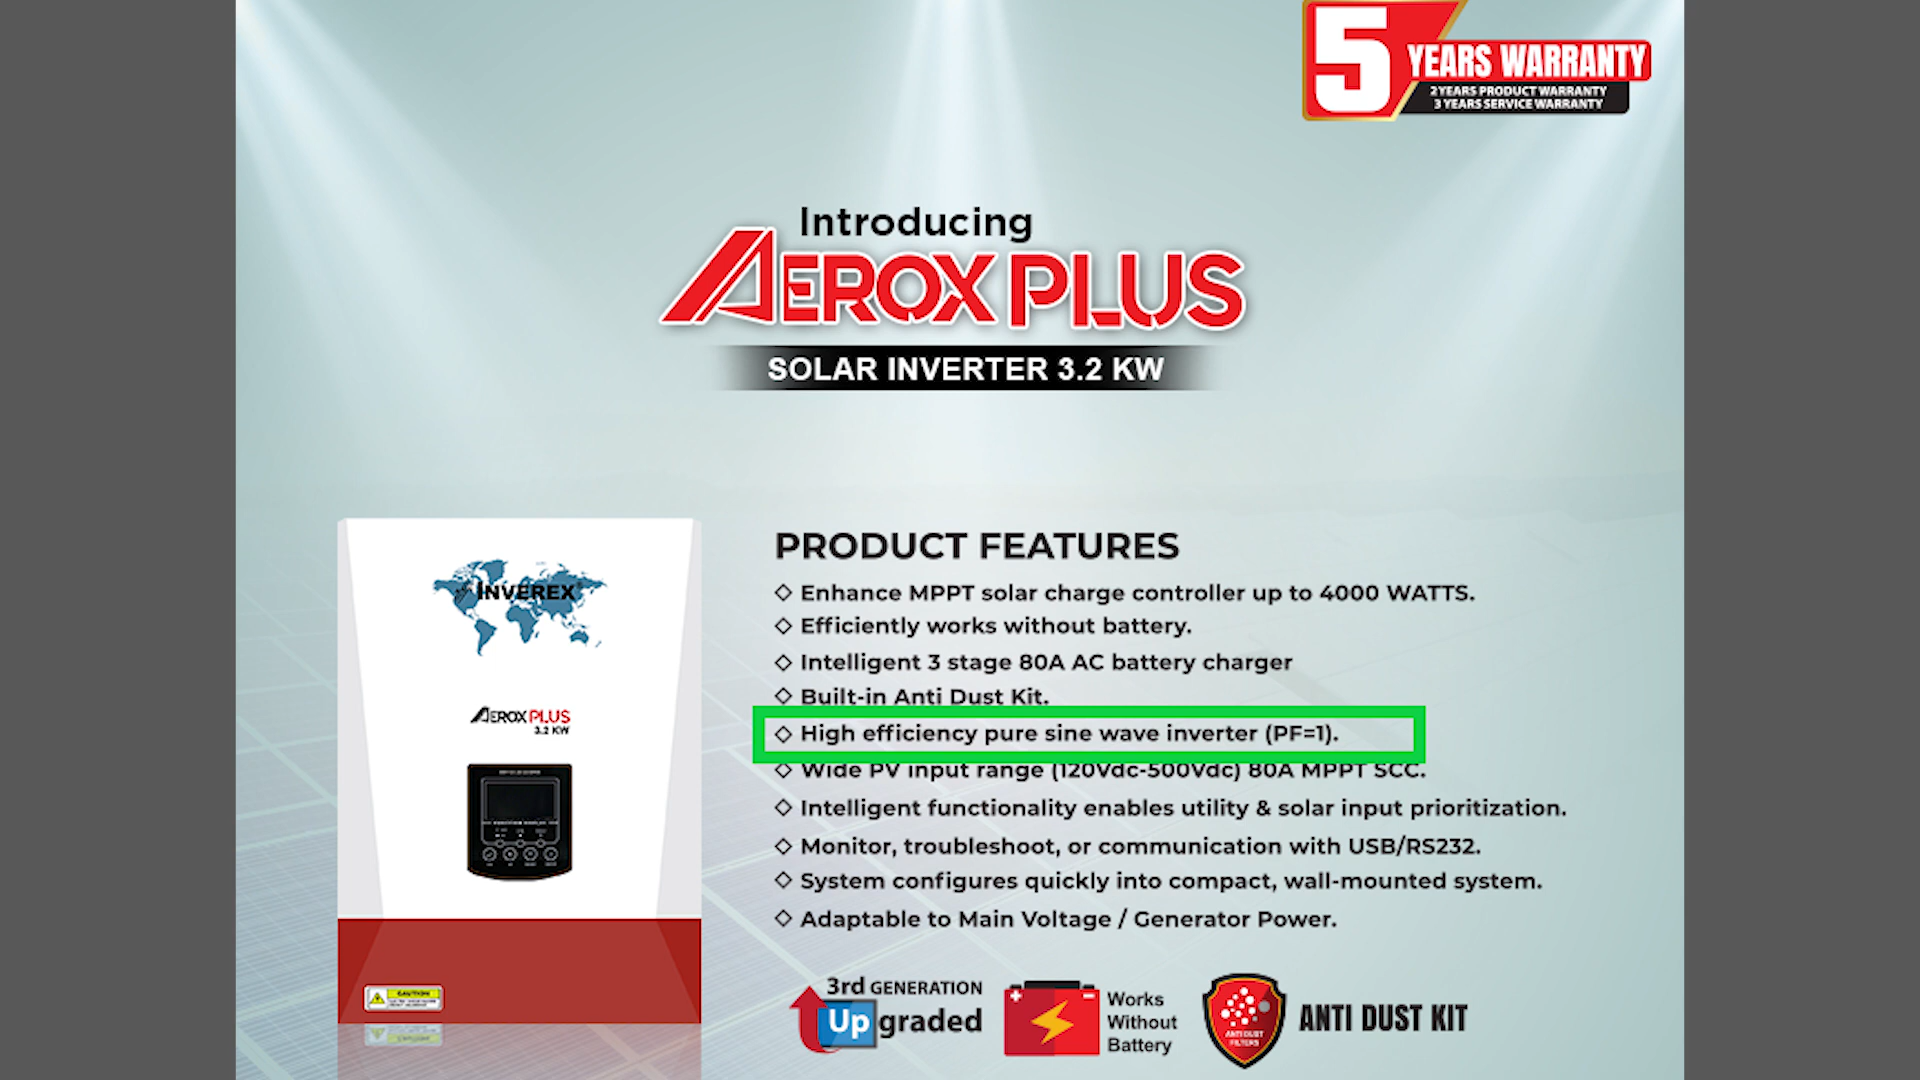 5 YEARS WARRANTY
2 YEARS PRODUCT WARRANTY
3 YEARS SERVICE WARRANTY
Introducing
AEROX PLUS
SOLAR INVERTER 3.2 KW
INVEREX
AEROX PLUS
3.2 KW
CAUTION
PRODUCT FEATURES
◇ Enhance MPPT solar charge controller up to 4000 WATTS.
◇ Efficiently works without battery.
◇ Intelligent 3 stage 80A AC battery charger
◇ Built-in Anti Dust Kit.
◇ High efficiency pure sine wave inverter (PF=1).
◇ Wide PV input range (120Vdc-500Vdc) 80A MPPT SCC.
◇ Intelligent functionality enables utility & solar input prioritization.
◇ Monitor, troubleshoot, or communication with USB/RS232.
◇ System configures quickly into compact, wall-mounted system.
◇ Adaptable to Main Voltage / Generator Power.
3rd GENERATION
Upgraded
Works
Without
Battery
ANTI DUST
FILTERS
ANTI DUST KIT